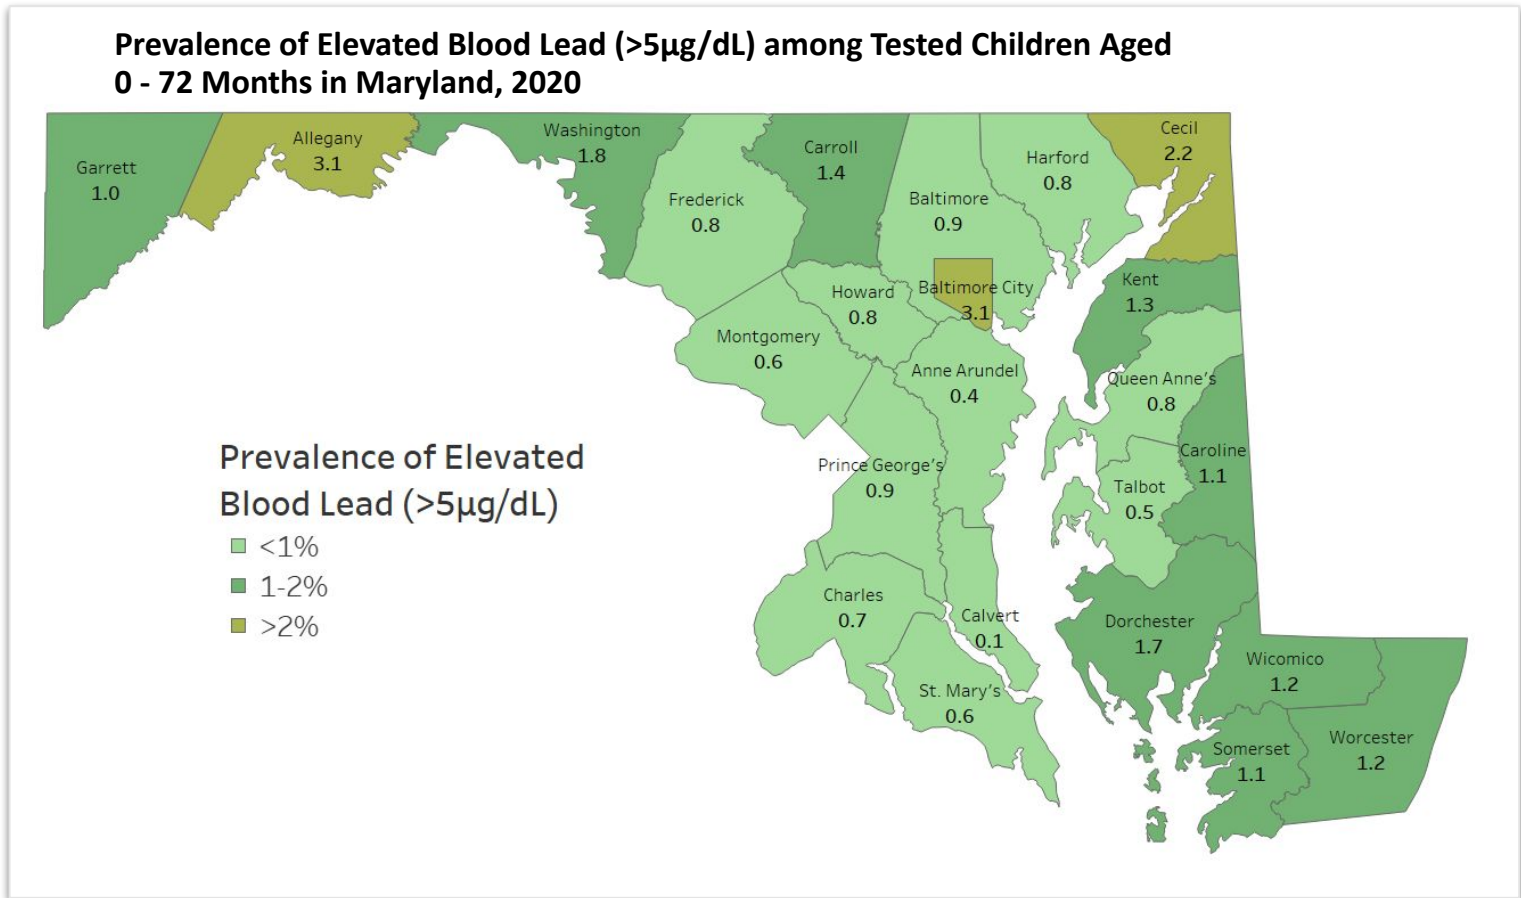 Prevalence of Elevated Blood Lead (>5µg/dL) among Tested Children Aged
0 - 72 Months in Maryland, 2020
Garrett
1.0
Allegany
3.1
Washington
1.8
Frederick
0.8
Carroll
1.4
Baltimore
0.9
Harford
0.8
Cecil
2.2
Howard
0.8
Baltimore City
3.1
Kent
1.3
Montgomery
0.6
Anne Arundel
0.4
Queen Anne's
0.8
Prince George's
0.9
Talbot
0.5
Caroline
1.1
Prevalence of Elevated
Blood Lead (>5µg/dL)
<1%
1-2%
>2%
Charles
0.7
Calvert
0.1
St. Mary's
0.6
Dorchester
1.7
Wicomico
1.2
Somerset
1.1
Worcester
1.2